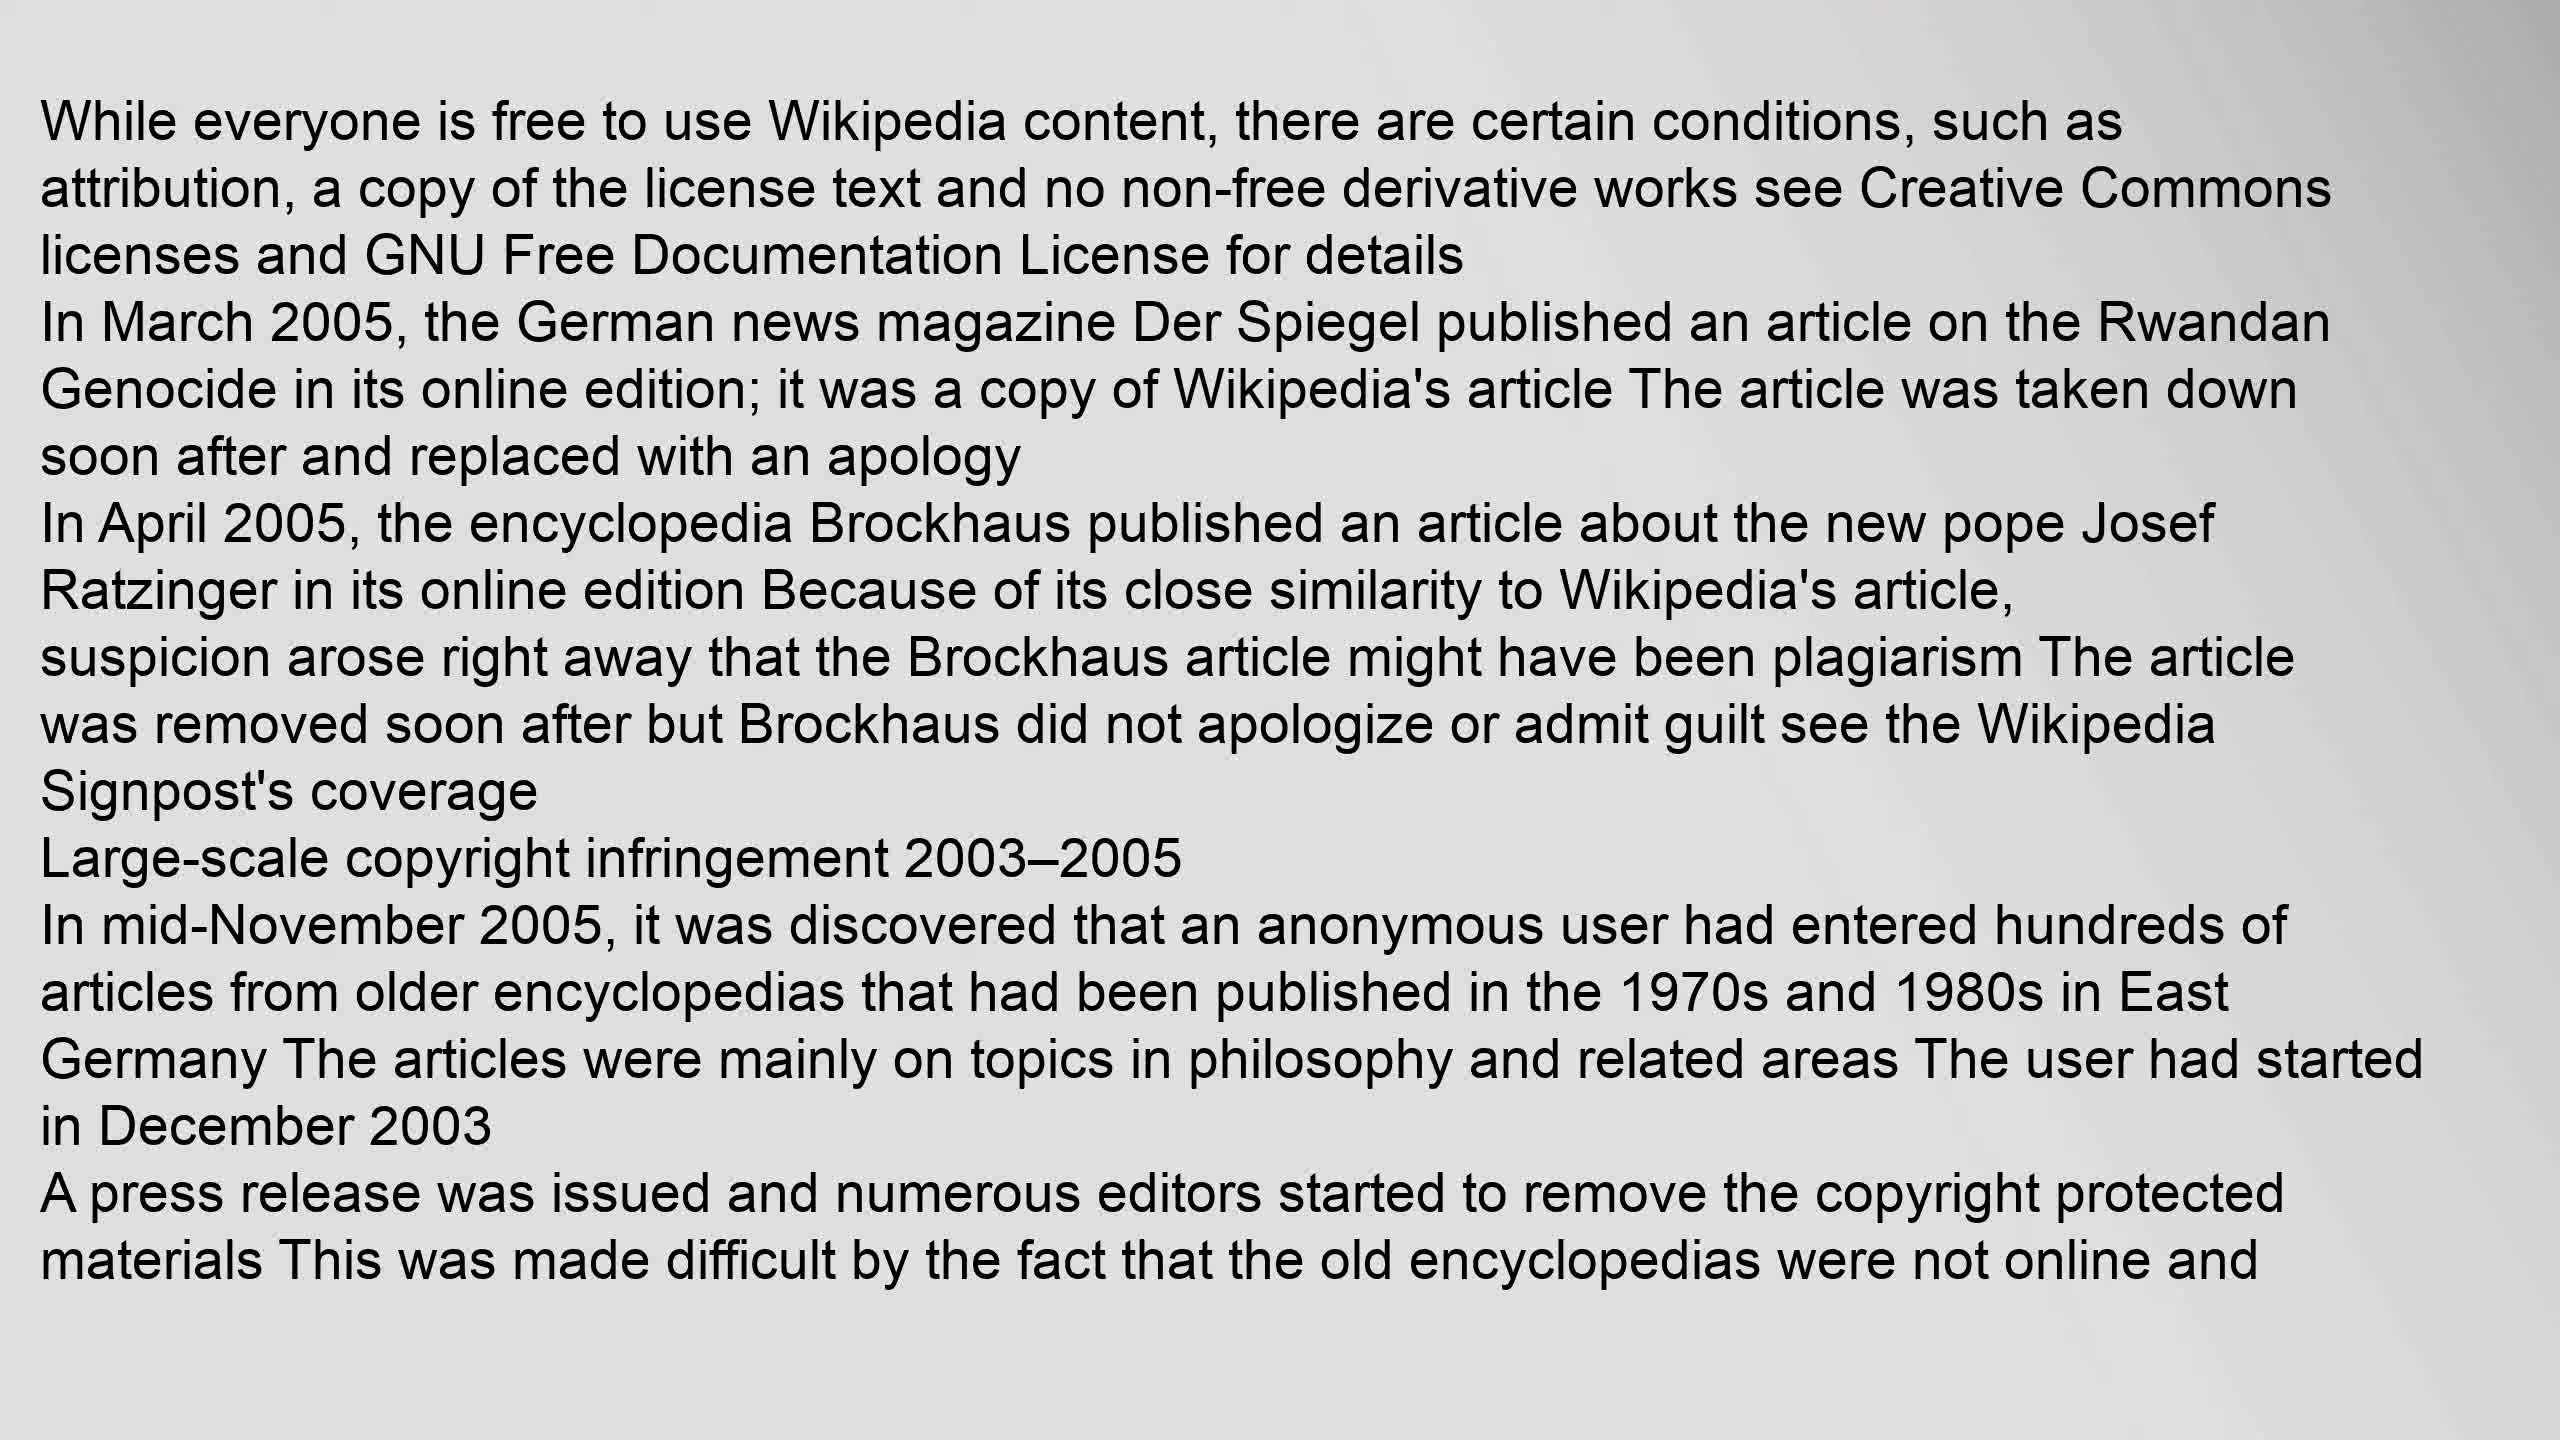 While everyone is free to use Wikipedia content, there are certain conditions, such as
attribution, a copy of the license text and no non-free derivative works see Creative Commons
licenses and GNU Free Documentation License for details
In March 2005, the German news magazine Der Spiegel published an article on the Rwandan
Genocide in its online edition; it was a copy of Wikipedia's article The article was taken down
soon after and replaced with an apology
In April 2005, the encyclopedia Brockhaus published an article about the new pope Josef
Ratzinger in its online edition Because of its close similarity to Wikipedia's article,
suspicion arose right away that the Brockhaus article might have been plagiarism The article
was removed soon after but Brockhaus did not apologize or admit guilt see the Wikipedia
Signpost's coverage
Large-scale copyright infringement 2003–2005
In mid-November 2005, it was discovered that an anonymous user had entered hundreds of
articles from older encyclopedias that had been published in the 1970s and 1980s in East
Germany The articles were mainly on topics in philosophy and related areas The user had started
in December 2003
A press release was issued and numerous editors started to remove the copyright protected
materials This was made difficult by the fact that the old encyclopedias were not online and